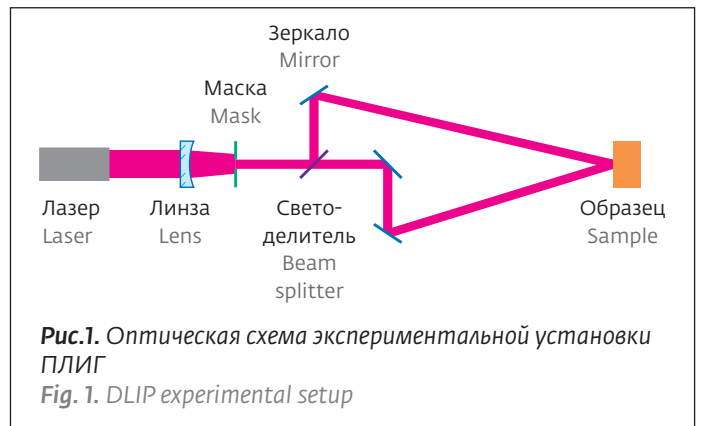 Зеркало
Mirror
Маска
Mask
Лазер
Laser
Линза
Lens
Свето-
делитель
Beam
splitter
Образец
Sample
Рис.1. Оптическая схема экспериментальной установки
ПЛИГ
Fig. 1. DLIP experimental setup